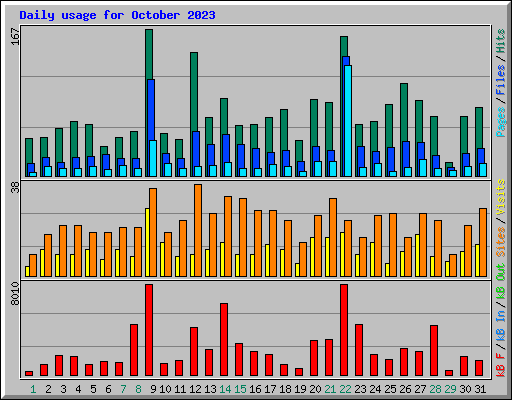 Daily usage for October 2023
167
Pages / Files / Hits
38
Sites / Visits
8010
kB F / kB In / kB Out
1 2 3 4 5 6 7 8 9 10 11 12 13 14 15 16 17 18 19 20 21 22 23 24 25 26 27 28 29 30 31